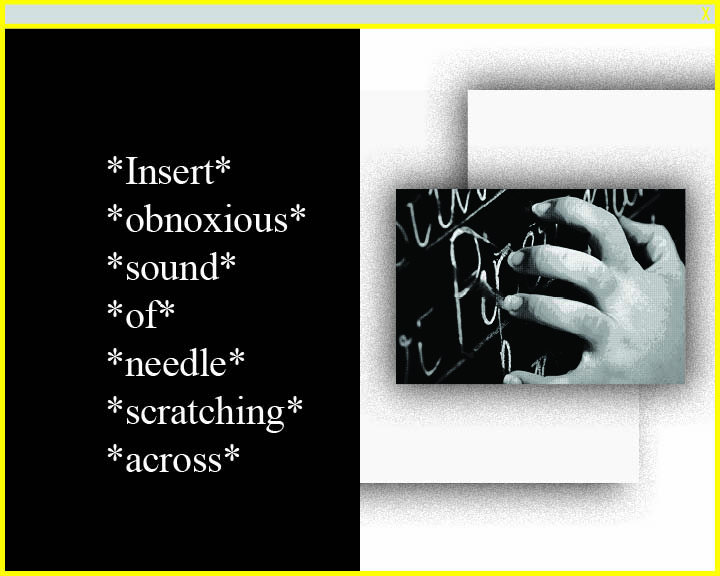 X
*Insert*
*obnoxious*
*sound*
*of*
*needle*
*scratching*
*across*